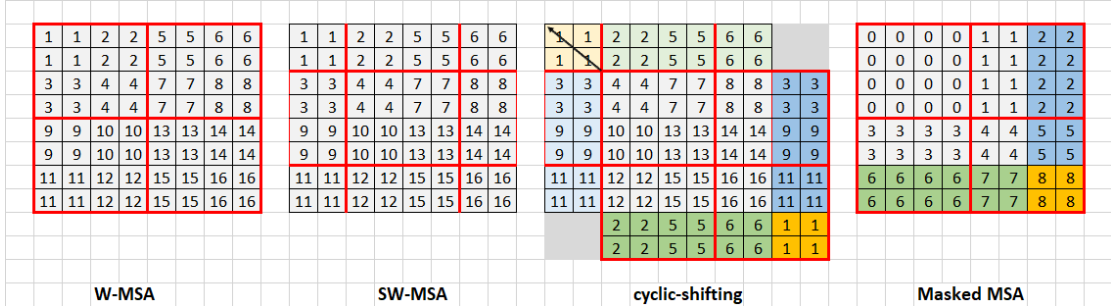 1 1 2 2 5 5 6 6
1 1 2 2 5 5 6 6
3 3 4 4 7 7 8 8
3 3 4 4 7 7 8 8
9 9 10 10 13 13 14 14
9 9 10 10 13 13 14 14
11 11 12 12 15 15 16 16
11 11 12 12 15 15 16 16
W-MSA
1 1 2 2 5 5 6 6
1 1 2 2 5 5 6 6
3 3 4 4 7 7 8 8
3 3 4 4 7 7 8 8
9 9 10 10 13 13 14 14
9 9 10 10 13 13 14 14
11 11 12 12 15 15 16 16
11 11 12 12 15 15 16 16
SW-MSA
1 1 2 2 5 5 6 6
1 1 2 2 5 5 6 6
3 3 4 4 7 7 8 8 3 3
3 3 4 4 7 7 8 8 3 3
9 9 10 10 13 13 14 14 9 9
9 9 10 10 13 13 14 14 9 9
11 11 12 12 15 15 16 16 11 11
11 11 12 12 15 15 16 16 11 11
2 2 5 5 6 6 1 1
2 2 5 5 6 6 1 1
cyclic-shifting
0 0 0 0 1 1 2 2
0 0 0 0 1 1 2 2
0 0 0 0 1 1 2 2
0 0 0 0 1 1 2 2
3 3 3 3 4 4 5 5
3 3 3 3 4 4 5 5
6 6 6 6 7 7 8 8
6 6 6 6 7 7 8 8
Masked MSA